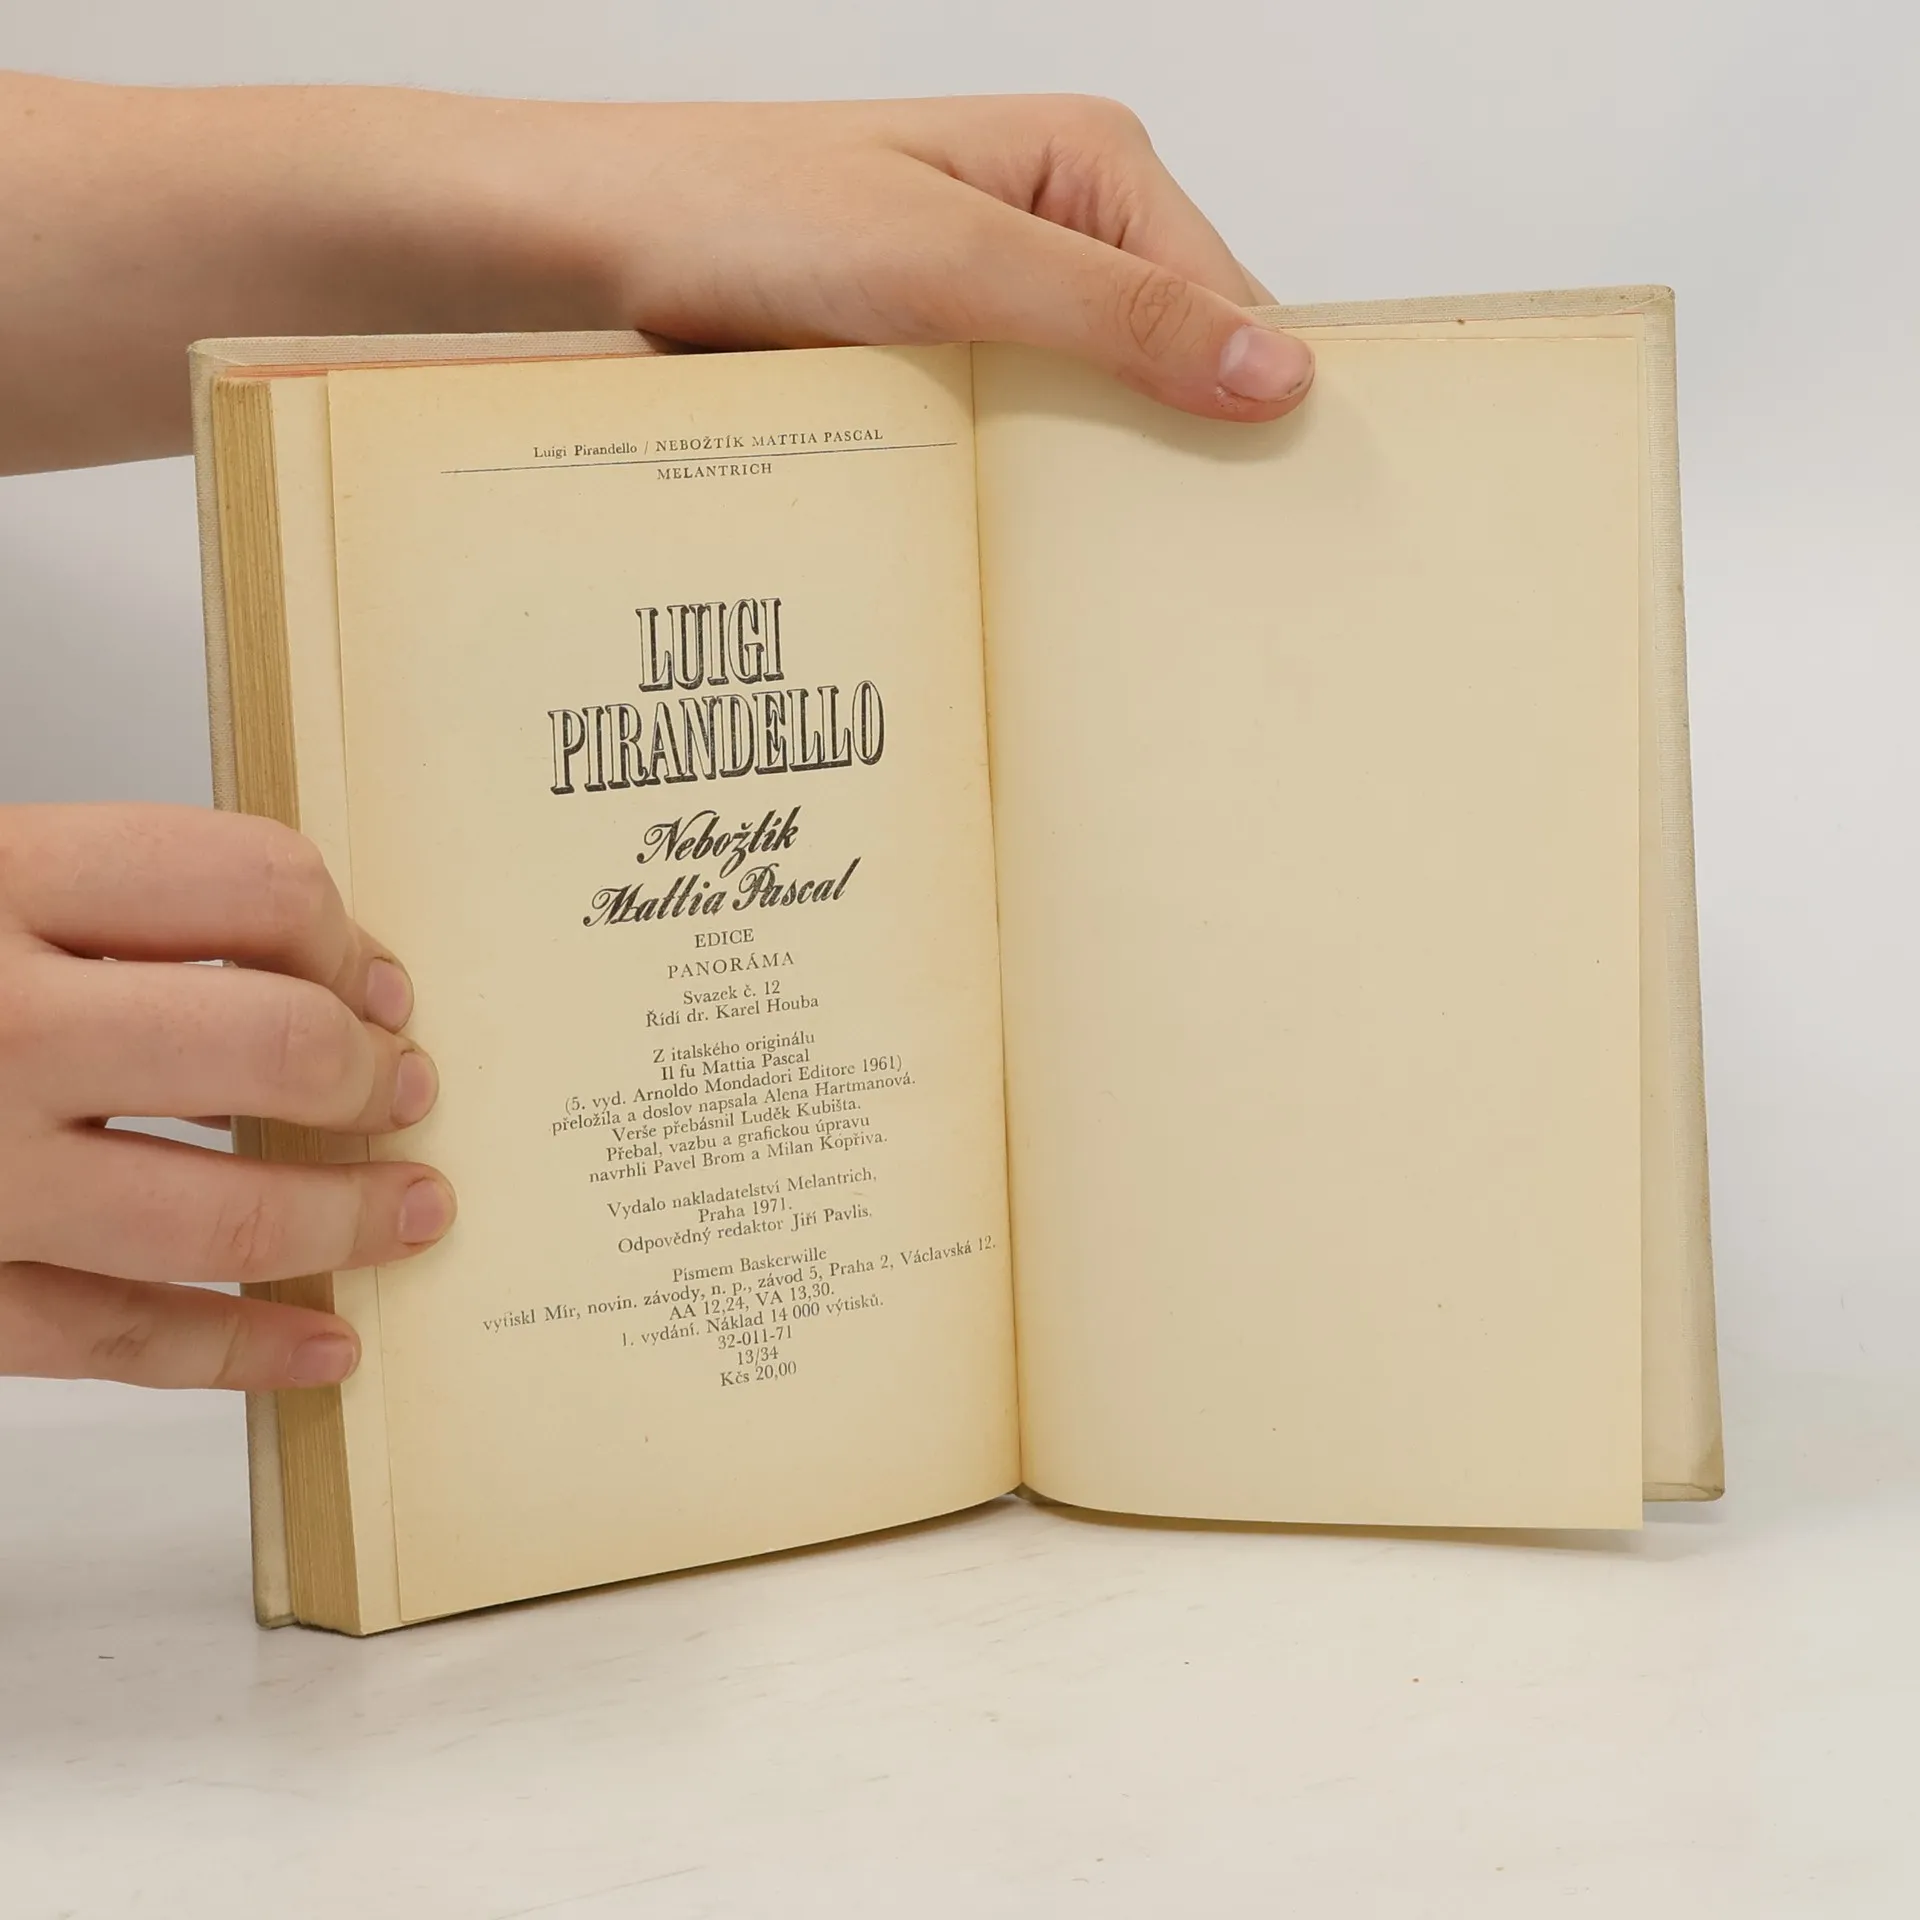 Luigi Pirandello / NEBOŽTÍK MATTIA PASCAL
MELANTRICH
LUIGI
PIRANDELLO
Nebožtík
Mattia Pascal
EDICE
PANORÁMA
Svazek č. 12
Řídí dr. Karel Houba
Z italského originálu
Il fu Mattia Pascal
(5. vyd. Arnoldo Mondadori Editore 1961)
přeložila a doslov napsala Alena Hartmanová.
Verše přebásnil Luděk Kubišta.
Přebal, vazbu a grafickou úpravu
navrhli Pavel Brom a Milan Kopřiva.
Vydalo nakladatelství Melantrich,
Praha 1971.
Odpovědný redaktor Jiří Pavlis.
Písmem Baskerwille
vytiskl Mír, novin. závody, n. p., závod 5, Praha 2, Václavská 12.
AA 12,24, VA 13,30.
1. vydání. Náklad 14 000 výtisků.
32-011-71
13/34
Kčs 20,00